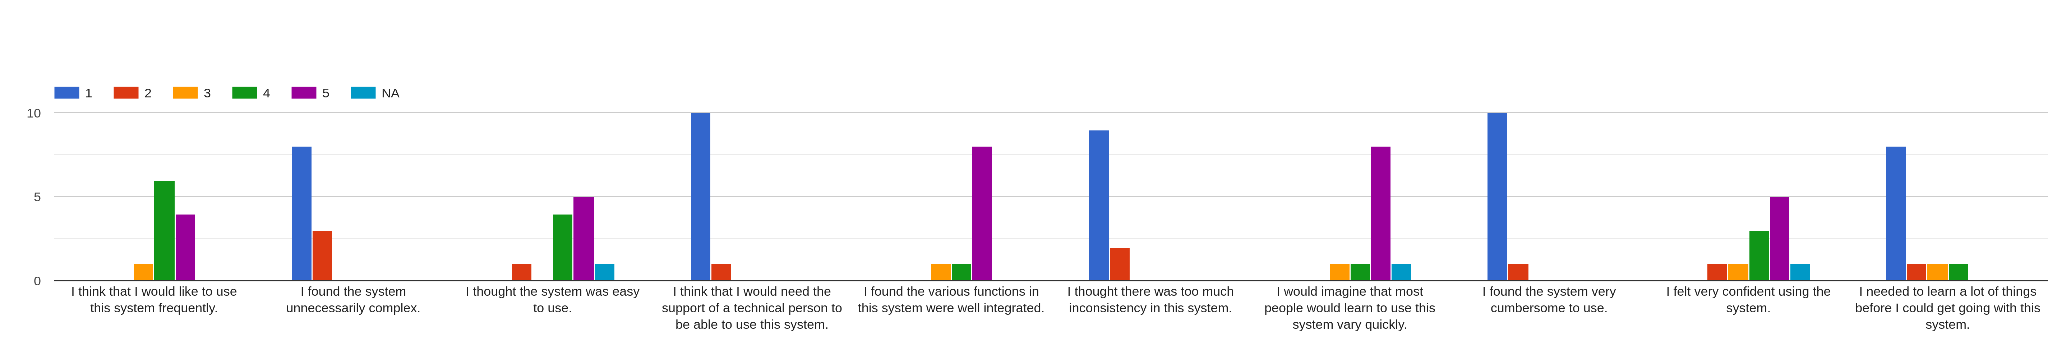 1 2 3 4 5 NA
10
5
0
I think that I would like to use
this system frequently.
I found the system
unnecessarily complex.
I thought the system was easy
to use.
I think that I would need the
support of a technical person to
be able to use this system.
I found the various functions in
this system were well integrated.
I thought there was too much
inconsistency in this system.
I would imagine that most
people would learn to use this
system vary quickly.
I found the system very
cumbersome to use.
I felt very confident using the
system.
I needed to learn a lot of things
before I could get going with this
system.